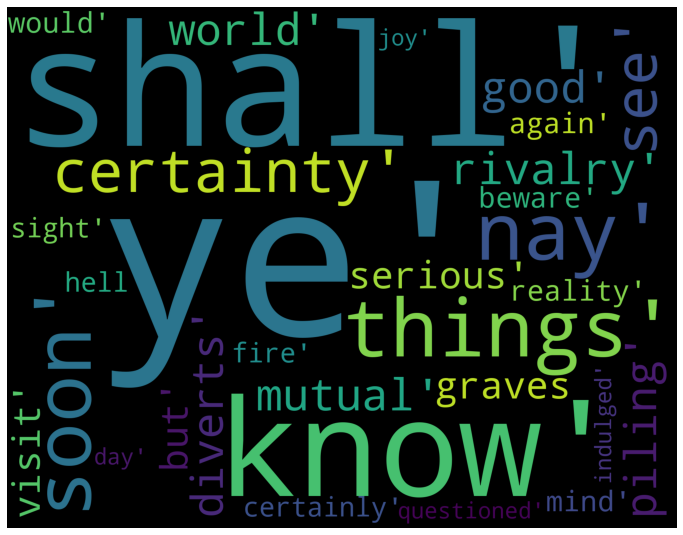 would'
world'
joy'
shall'
good'
see'
again'
certainty'
rivalry'
beware'
sight'
ye'
nay'
hell
serious'
reality'
things'
soon'
diverts'
fire'
mutual'
graves
but'
visit'
day'
know'
indulged'
piling'
certainly'
questioned'
mind'